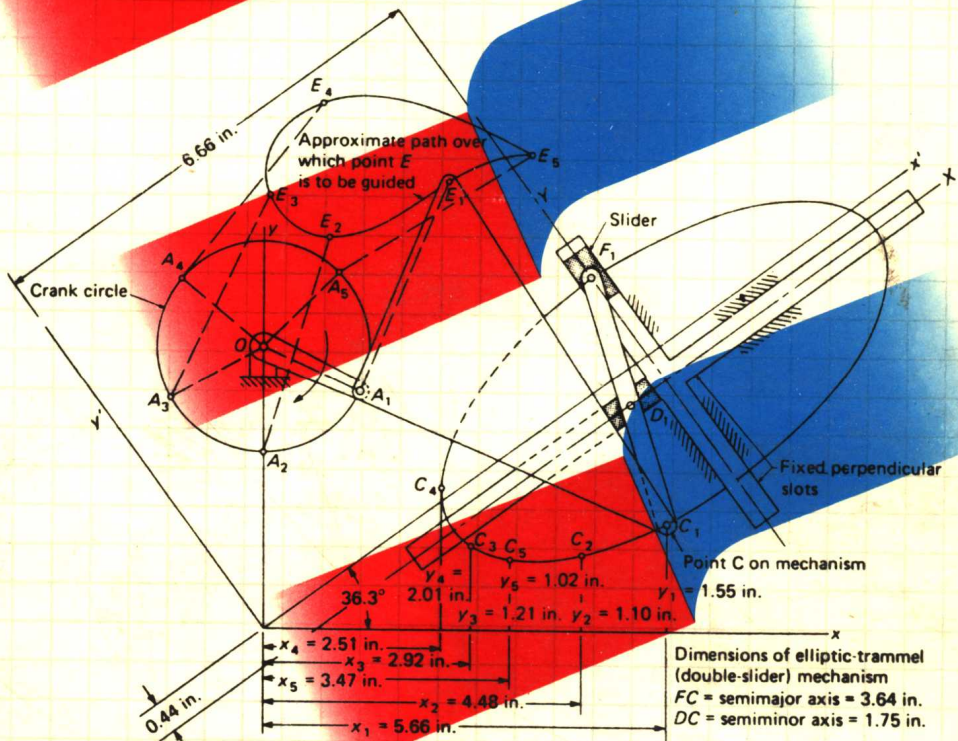 E4
6.66 in.
Approximate path over
which point E
is to be guided
E5
E1
E3
E2
y
Y
x'
X
Slider
F1
A4
A5
Crank circle
O
A1
A3
A2
y'
D1
Fixed perpendicular
slots
C4
C3
C5
C2
C1
Point C on mechanism
y4 =
2.01 in.
y5 = 1.02 in.
y1
= 1.55 in.
36.3°
y3 = 1.21 in.
y2 = 1.10 in.
x
x4 = 2.51 in.
x3 = 2.92 in.
x5 = 3.47 in.
x2 = 4.48 in.
x1 = 5.66 in.
0.44 in.
Dimensions of elliptic-trammel
(double-slider) mechanism
FC = semimajor axis = 3.64 in.
DC = semiminor axis = 1.75 in.